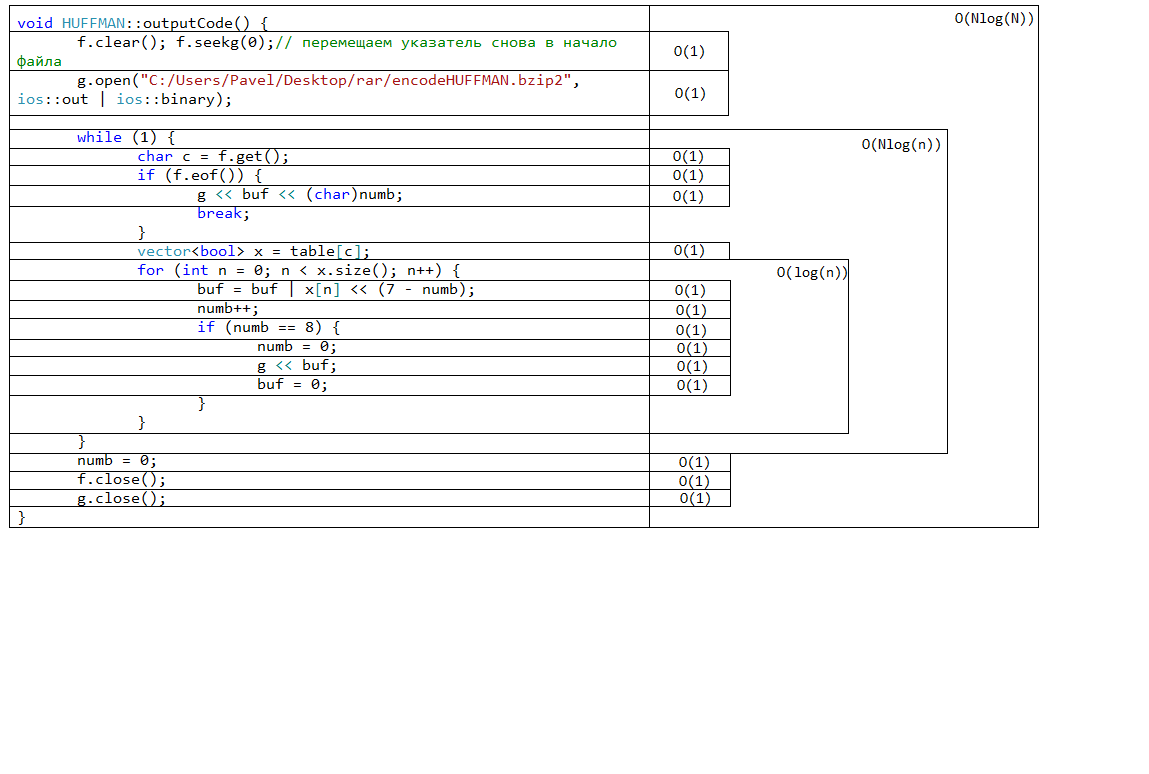 void HUFFMAN::outputCode() { O(Nlog(N))
f.clear(); f.seekg(0);// перемещаем указатель снова в начало
файла O(1)
g.open("C:/Users/Pavel/Desktop/rar/encodeHUFFMAN.bzip2",
ios::out | ios::binary); O(1)
while (1) { O(Nlog(n))
char c = f.get(); O(1)
if (f.eof()) { O(1)
g << buf << (char)numb; O(1)
break;
}
vector<bool> x = table[c]; O(1)
for (int n = 0; n < x.size(); n++) { O(log(n))
buf = buf | x[n] << (7 - numb); O(1)
numb++; O(1)
if (numb == 8) { O(1)
numb = 0; O(1)
g << buf; O(1)
buf = 0; O(1)
}
}
}
numb = 0; O(1)
f.close(); O(1)
g.close(); O(1)
}